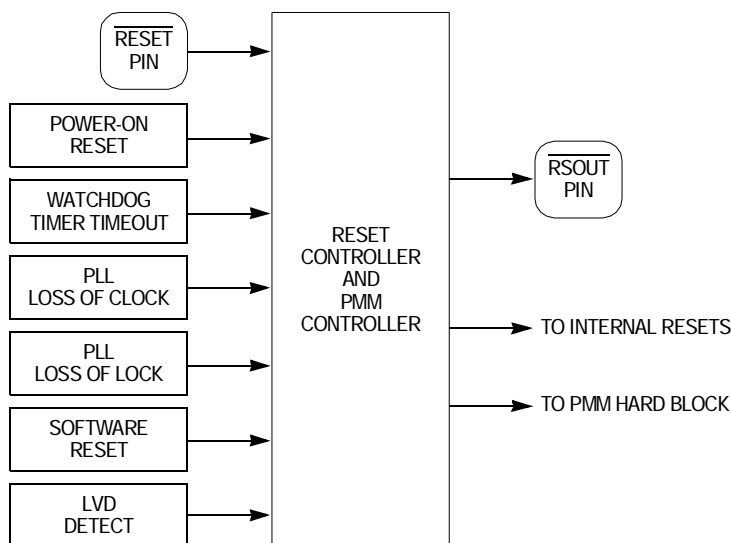 RESET
PIN
POWER-ON
RESET
WATCHDOG
TIMER TIMEOUT
PLL
LOSS OF CLOCK
PLL
LOSS OF LOCK
SOFTWARE
RESET
LVD
DETECT
RESET
CONTROLLER
AND
PMM
CONTROLLER
RSOUT
PIN
TO INTERNAL RESETS
TO PMM HARD BLOCK